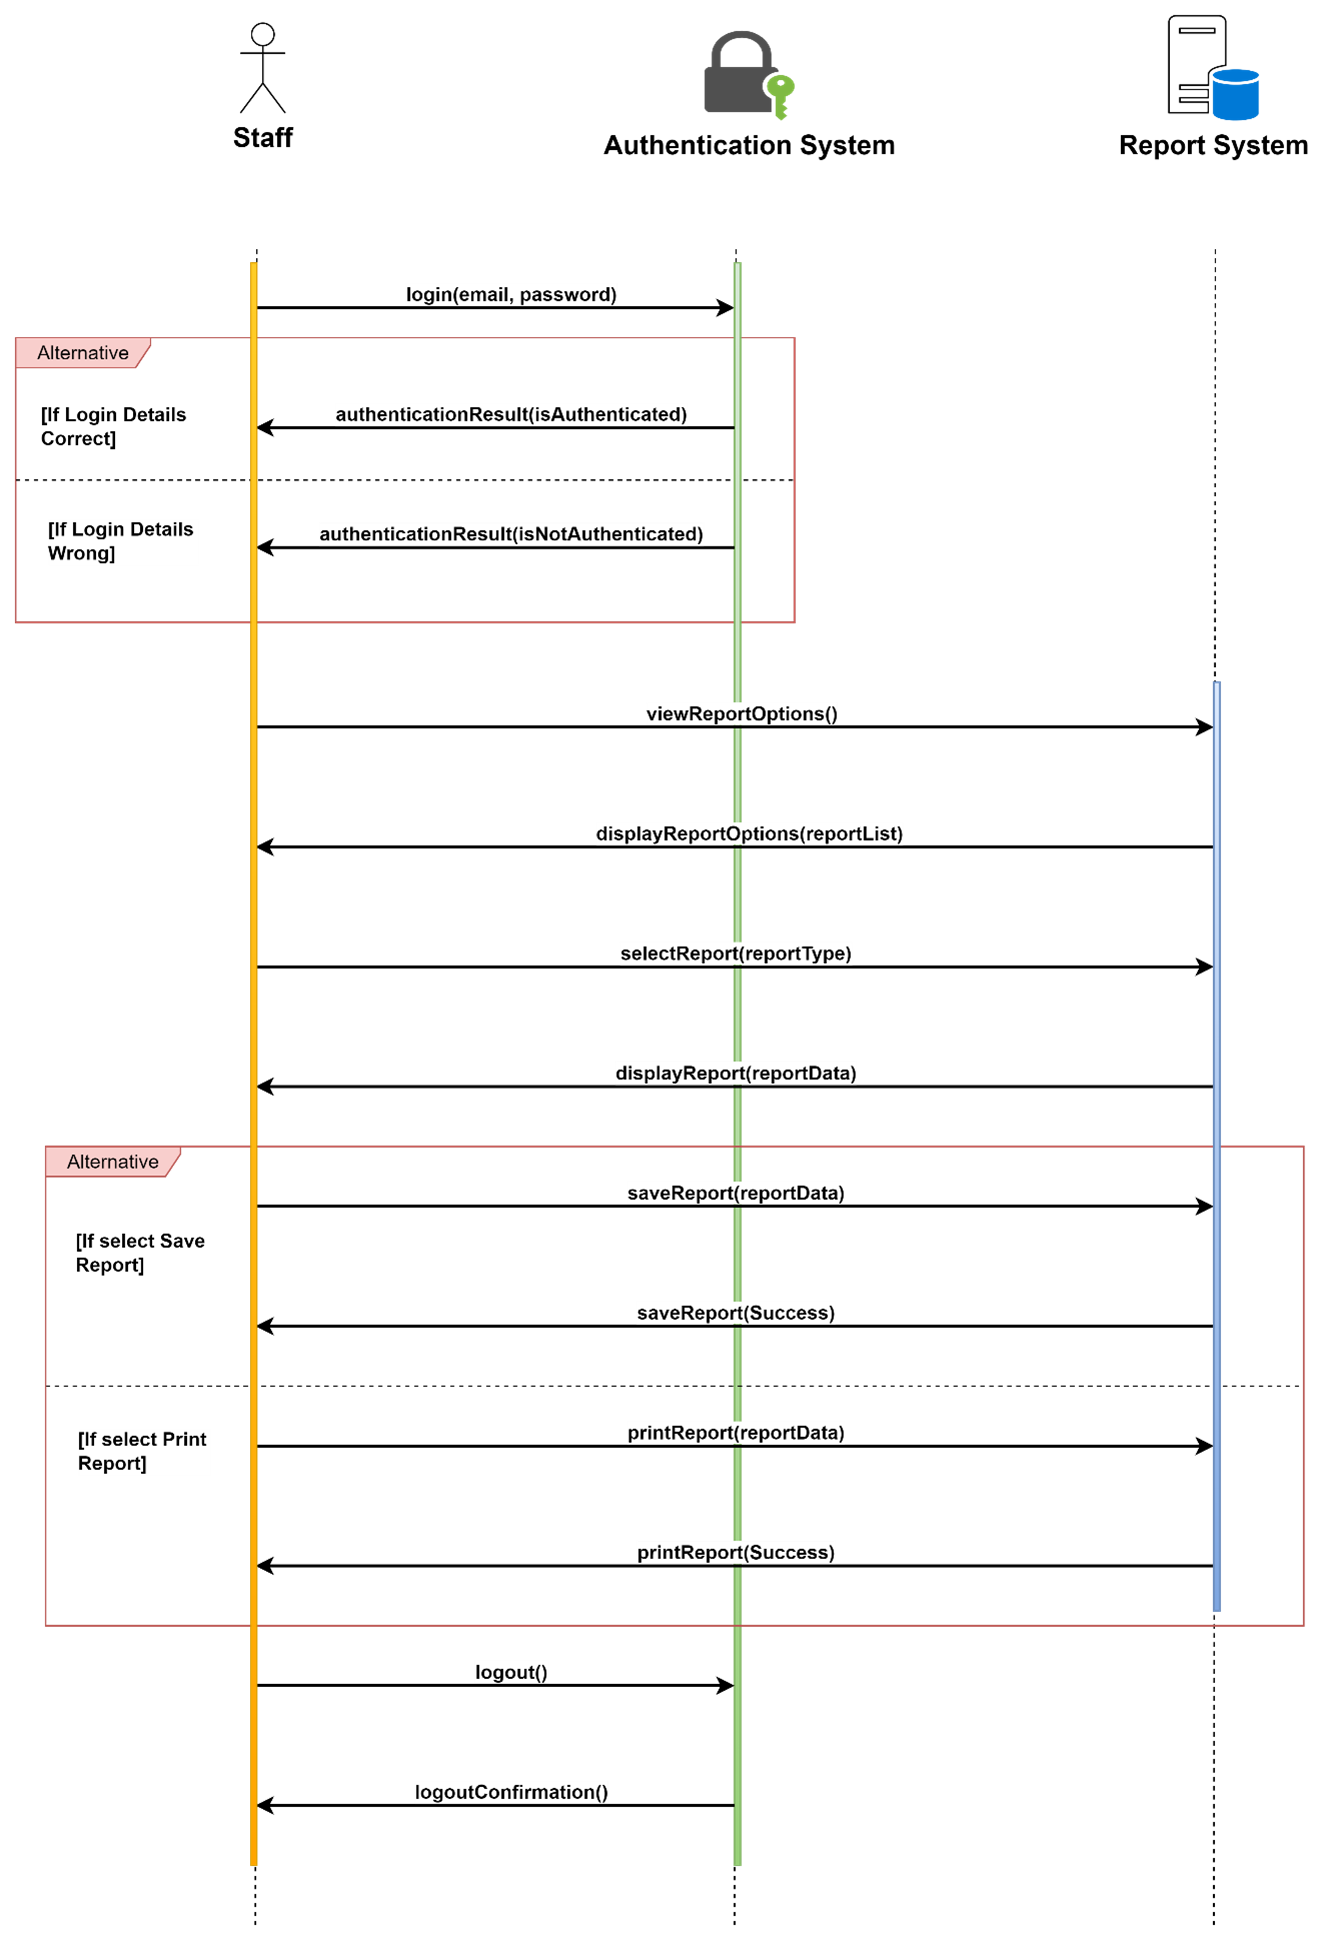 Staff
Authentication System
Report System
login(email, password)
Alternative
[If Login Details
Correct]
authenticationResult(isAuthenticated)
[If Login Details
Wrong]
authenticationResult(isNotAuthenticated)
viewReportOptions()
displayReportOptions(reportList)
selectReport(reportType)
displayReport(reportData)
Alternative
saveReport(reportData)
[If select Save
Report]
saveReport(Success)
printReport(reportData)
[If select Print
Report]
printReport(Success)
logout()
logoutConfirmation()